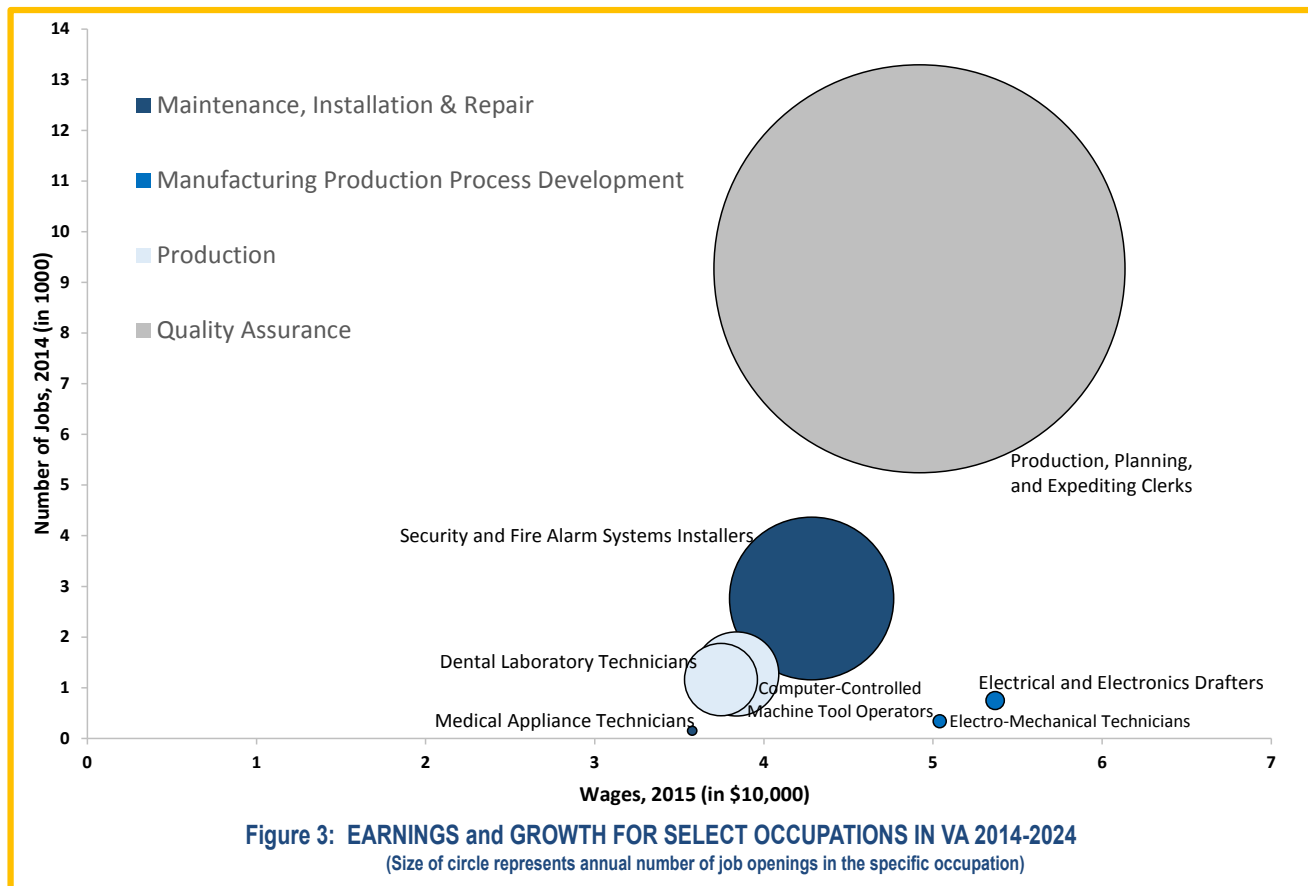 14
13
12
11
10
9
8
7
6
5
4
3
2
1
0
Number of Jobs, 2014 (in 1000)
Maintenance, Installation & Repair
Manufacturing Production Process Development
Production
Quality Assurance
Production, Planning,
and Expediting Clerks
Security and Fire Alarm Systems Installers
Dental Laboratory Technicians
Computer-Controlled
Machine Tool Operators
Medical Appliance Technicians
Electrical and Electronics Drafters
Electro-Mechanical Technicians
0 1 2 3 4 5 6 7
Wages, 2015 (in $10,000)
Figure 3: EARNINGS and GROWTH FOR SELECT OCCUPATIONS IN VA 2014-2024
(Size of circle represents annual number of job openings in the specific occupation)